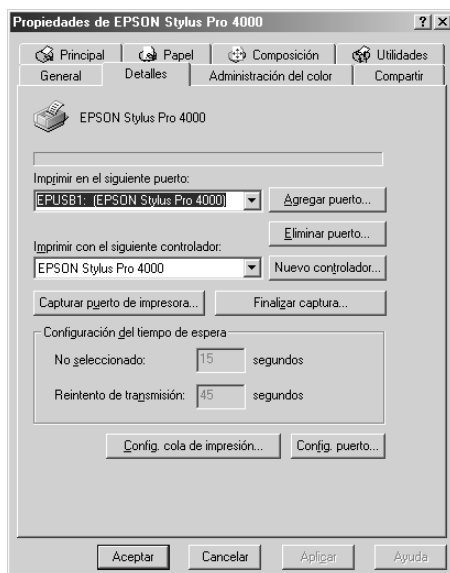 Propiedades de EPSON Stylus Pro 4000
Principal Papel Composición Utilidades
General Detalles Administración del color Compartir
EPSON Stylus Pro 4000
Imprimir en el siguiente puerto:
EPUSB1: (EPSON Stylus Pro 4000) Agregar puerto...
Eliminar puerto...
Imprimir con el siguiente controlador:
EPSON Stylus Pro 4000 Nuevo controlador...
Capturar puerto de impresora... Finalizar captura...
Configuración del tiempo de espera
No seleccionado: 15 segundos
Reintento de transmisión: 45 segundos
Config. cola de impresión... Config. puerto...
Aceptar Cancelar Aplicar Ayuda